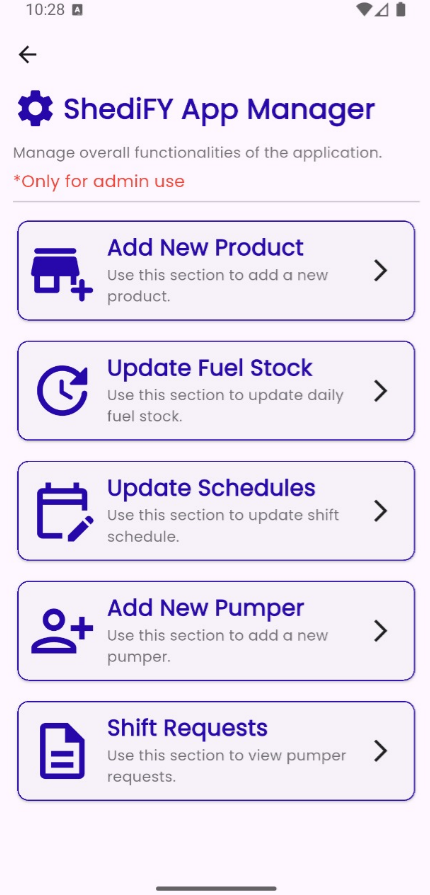 10:28 A
ShediFY App Manager
Manage overall functionalities of the application.
*Only for admin use
Add New Product
Use this section to add a new
product.
Update Fuel Stock
Use this section to update daily
fuel stock.
Update Schedules
Use this section to update shift
schedule.
Add New Pumper
Use this section to add a new
pumper.
Shift Requests
Use this section to view pumper
requests.